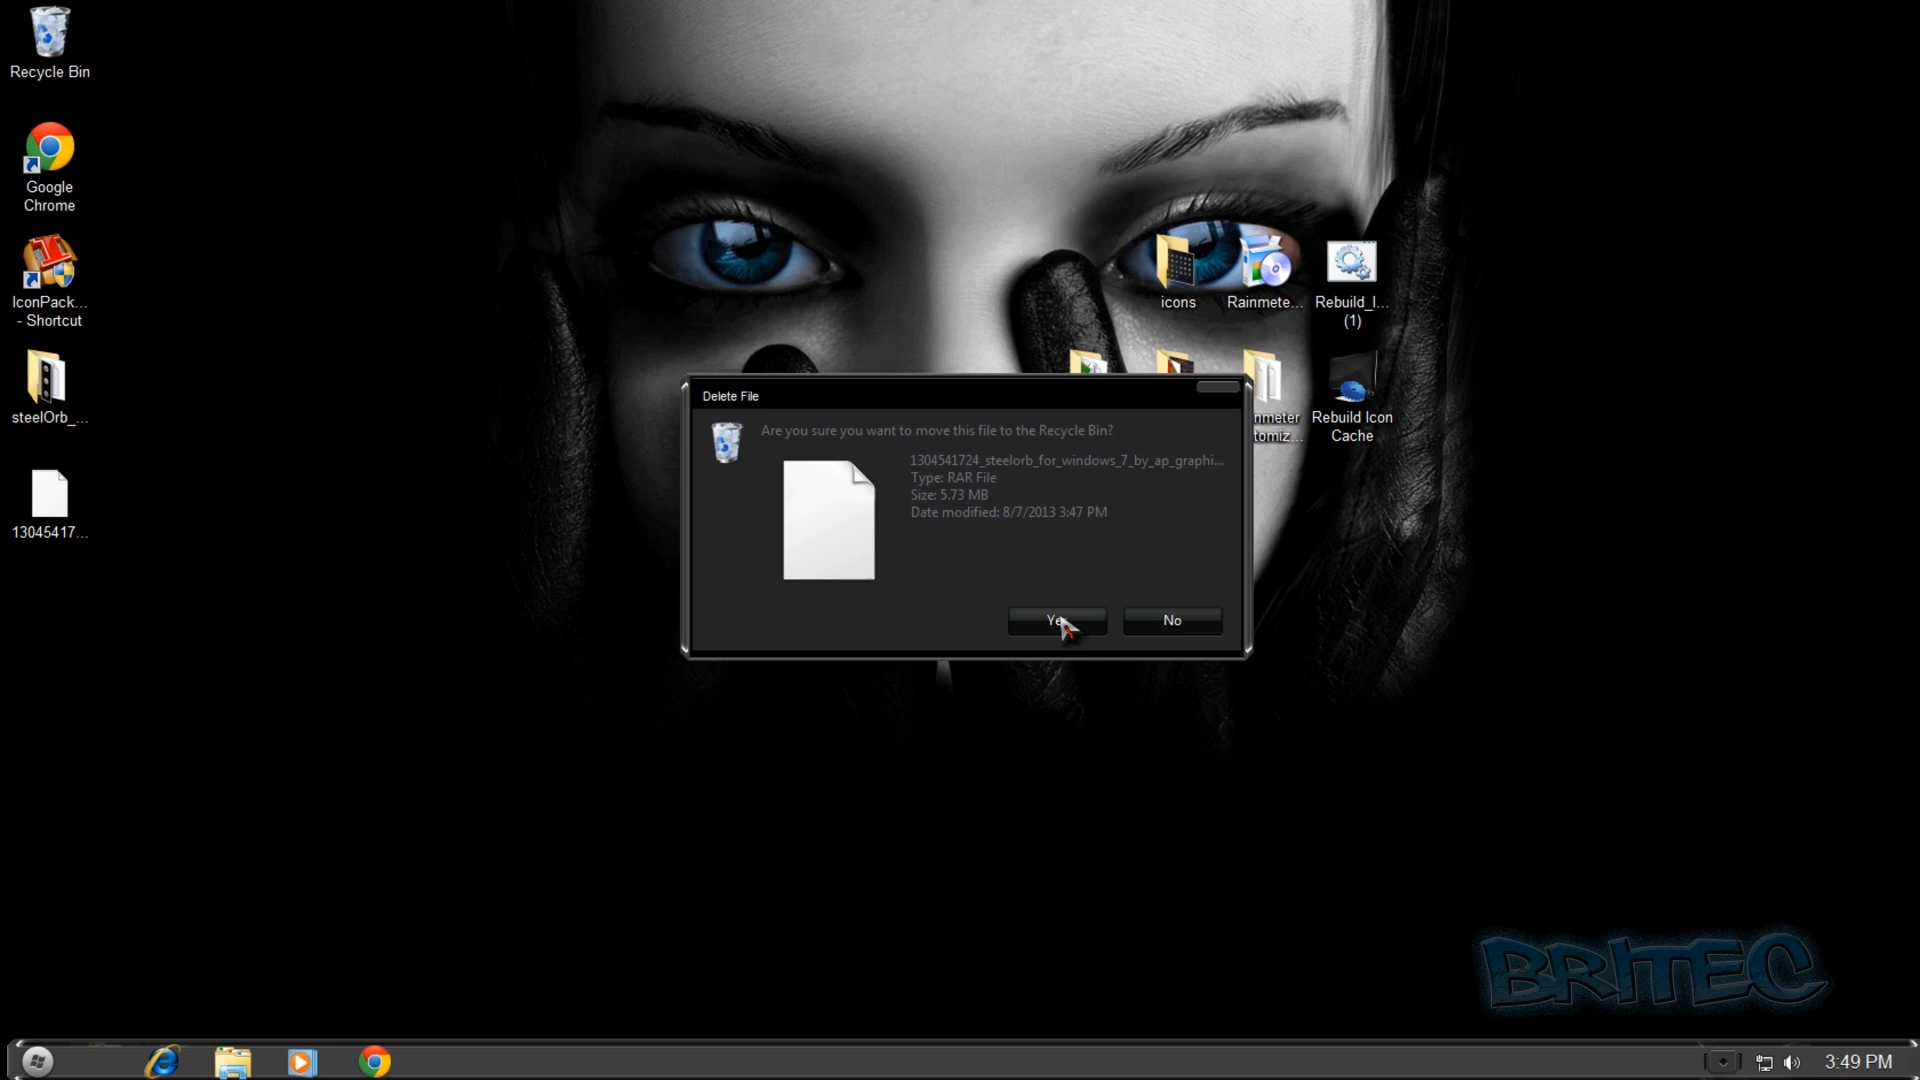 Recycle Bin
Google
Chrome
IconPack...
- Shortcut
steelOrb_...
13045417...
icons
Rainmete...
Rebuild_I...
(1)
nmeter
tomiz...
Rebuild Icon
Cache
Delete File
Are you sure you want to move this file to the Recycle Bin?
1304541724_steelorb_for_windows_7_by_ap_graphi...
Type: RAR File
Size: 5.73 MB
Date modified: 8/7/2013 3:47 PM
Yes
No
BRITEC
3:49 PM